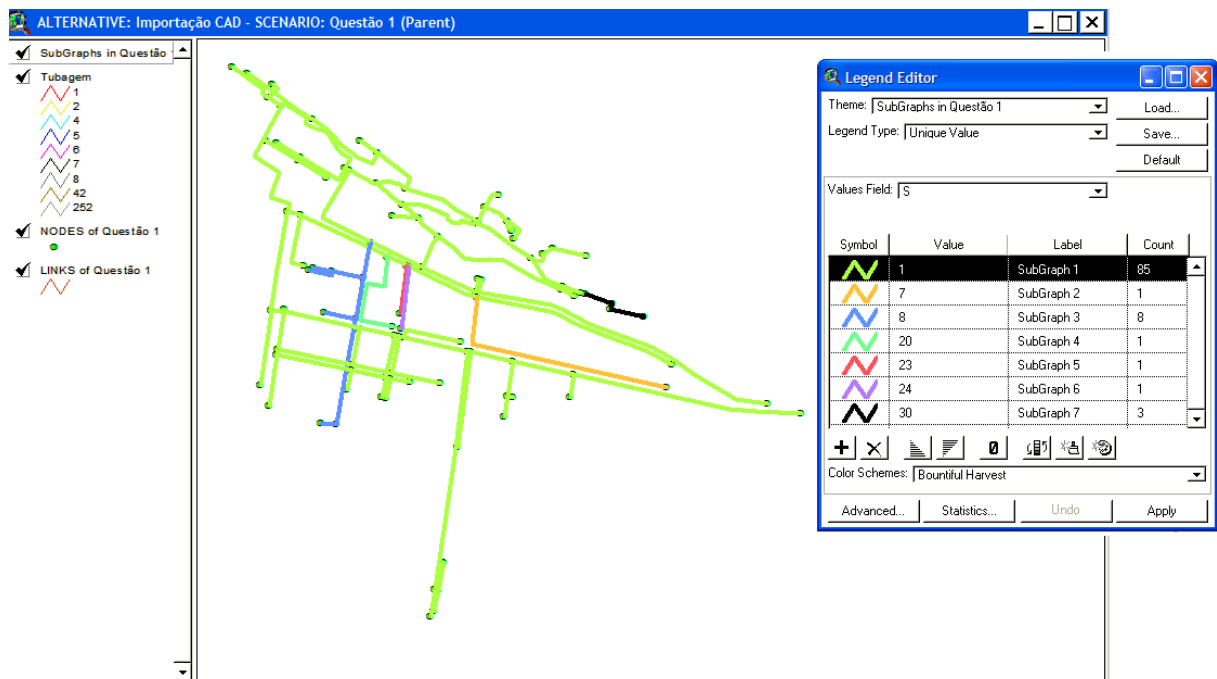 ALTERNATIVE: Importação CAD - SCENARIO: Questão 1 (Parent)
SubGraphs in Questão
Tubagem
1
2
4
5
6
7
8
42
252
NODES of Questão 1
LINKS of Questão 1
Legend Editor
Theme: SubGraphs in Questão 1
Load...
Legend Type: Unique Value
Save...
Default
Values Field: S
Symbol Value Label Count
1 SubGraph 1 85
7 SubGraph 2 1
8 SubGraph 3 8
20 SubGraph 4 1
23 SubGraph 5 1
24 SubGraph 6 1
30 SubGraph 7 3
0
Color Schemes: Bountiful Harvest
Advanced... Statistics... Undo Apply